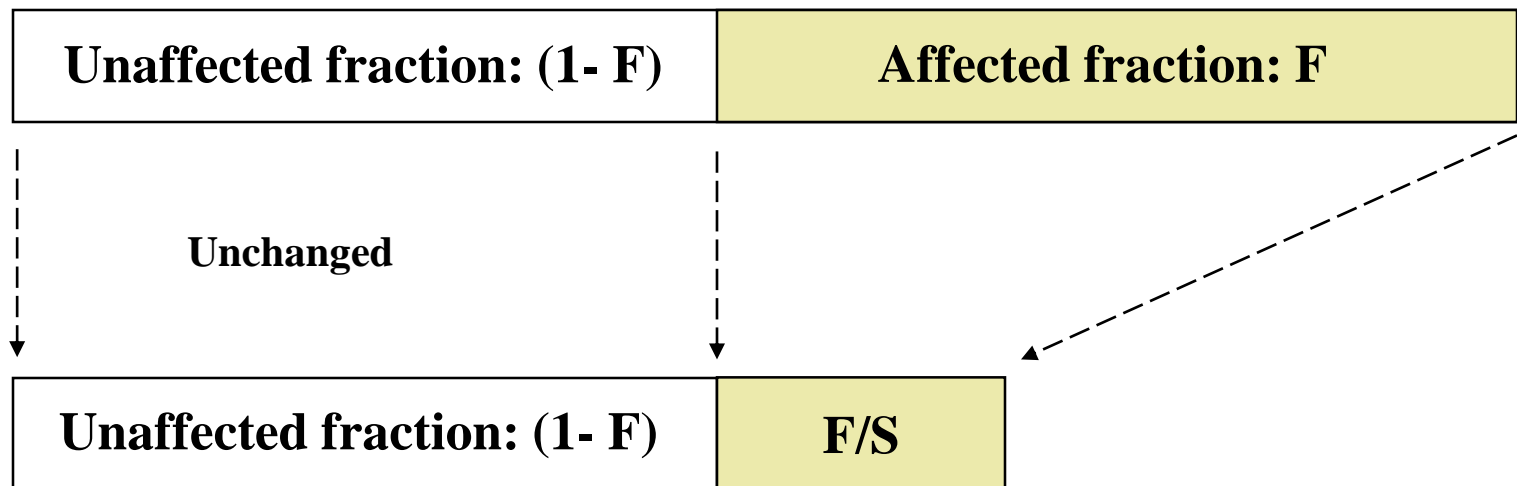 Unaffected fraction: (1- F)
Affected fraction: F
Unchanged
Unaffected fraction: (1- F)
F/S